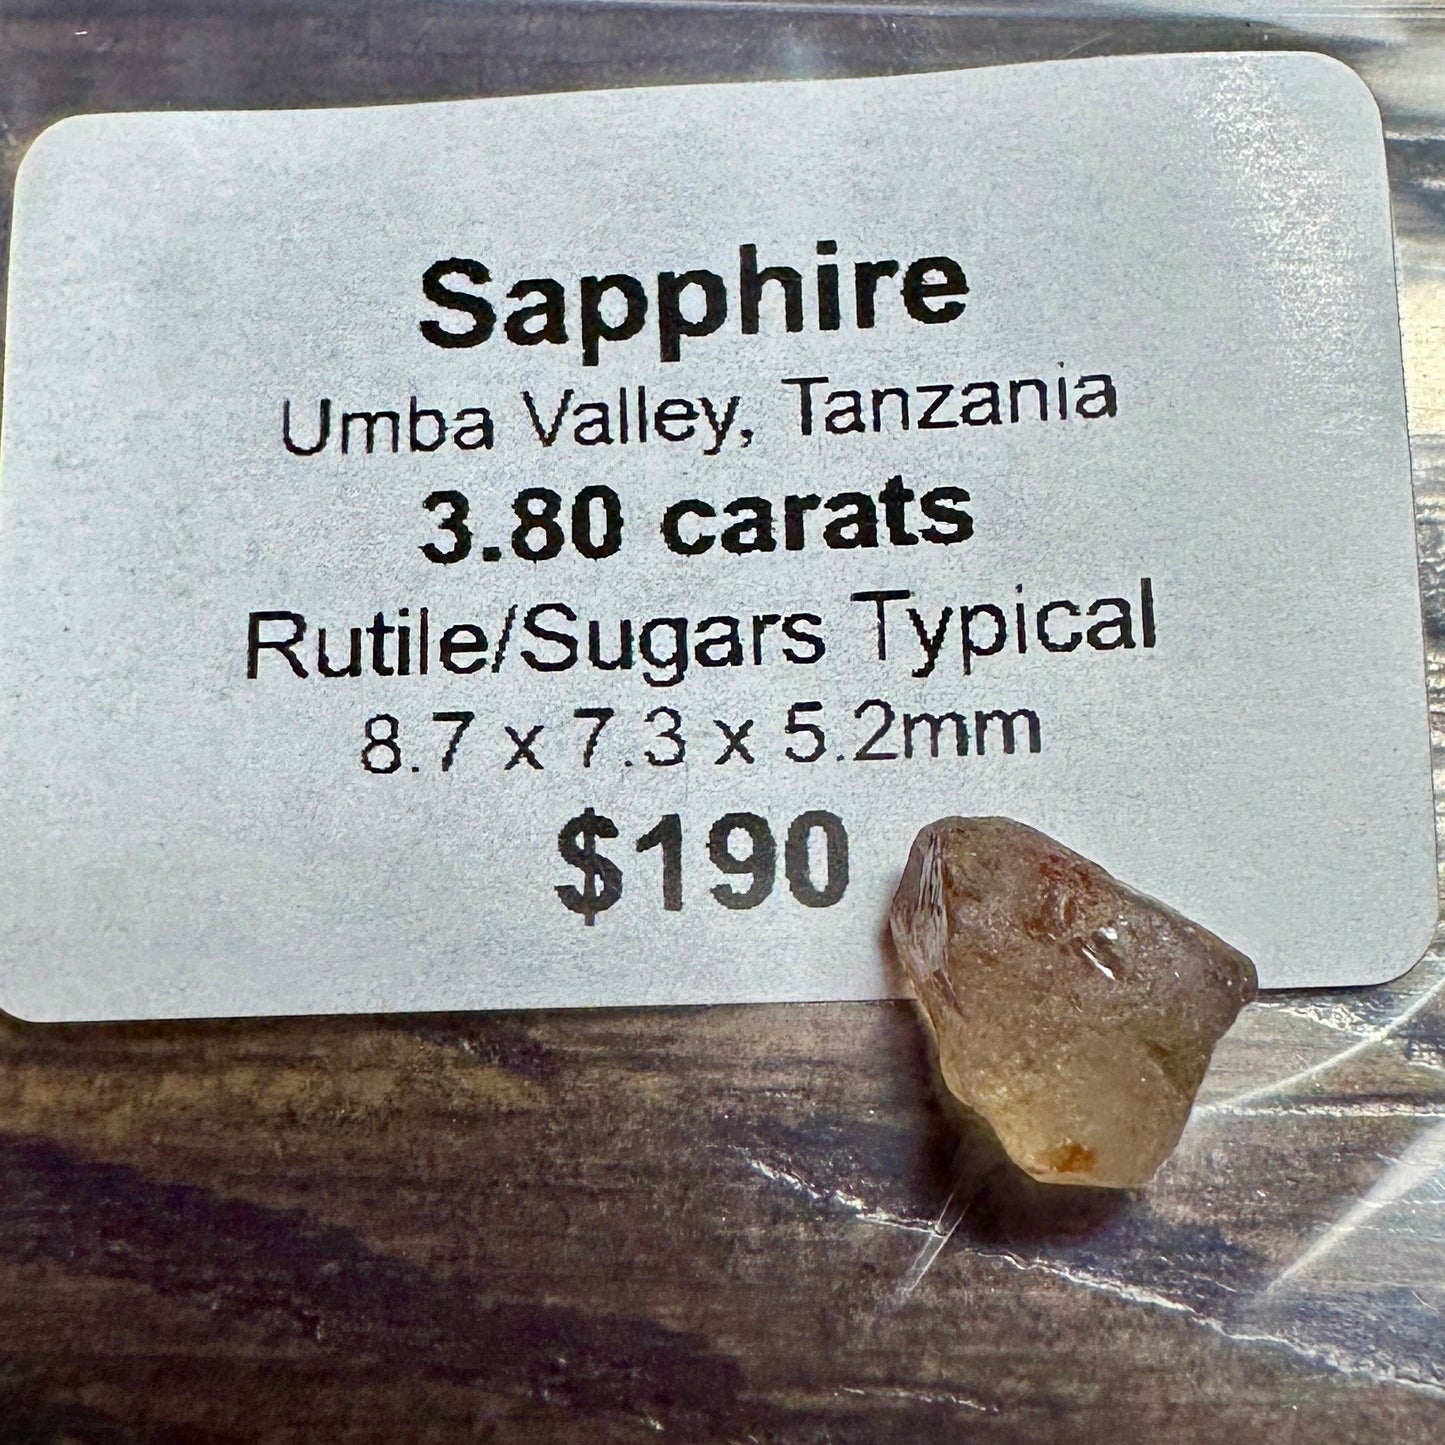 Sapphire
Umba Valley, Tanzania
3.80 carats
Rutile/Sugars Typical
8.7 x 7.3 x 5.2mm
$190